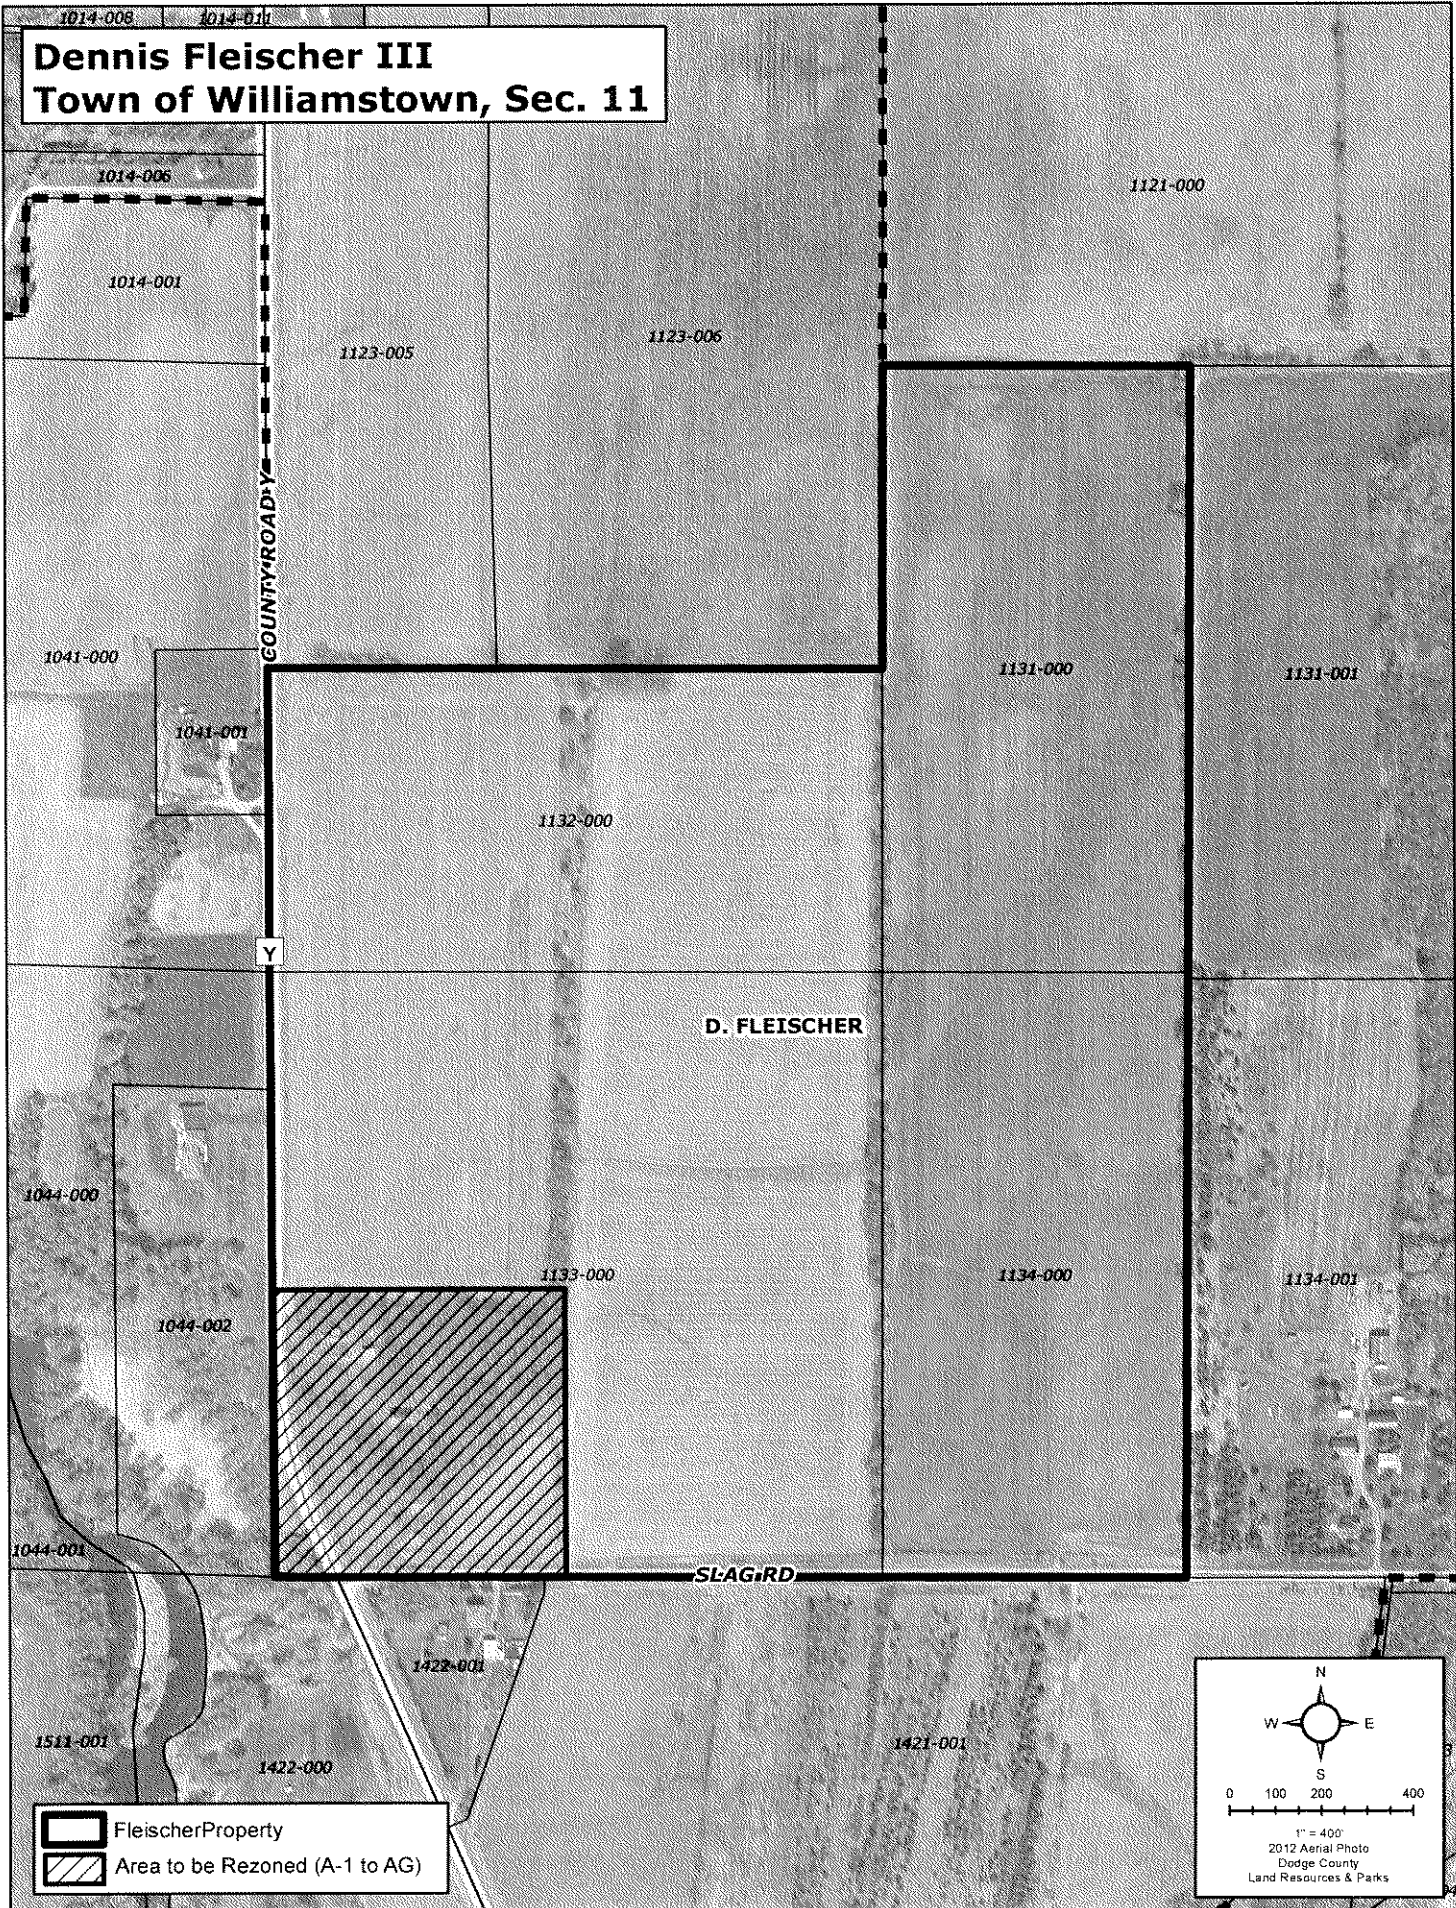 1014-008
1014-011
Dennis Fleischer III
Town of Williamstown, Sec. 11
1014-006
1121-000
1014-001
1123-005
1123-006
COUNTY ROAD Y
1041-000
1131-000
1131-001
1041-001
1132-000
Y
D. FLEISCHER
1044-000
1133-000
1134-000
1134-001
1044-002
1044-001
SLAG RD
1422-001
1511-001
1422-000
1421-001
N
W
E
S
0 100 200 400
1" = 400'
2012 Aerial Photo
Dodge County
Land Resources & Parks
FleischerProperty
Area to be Rezoned (A-1 to AG)